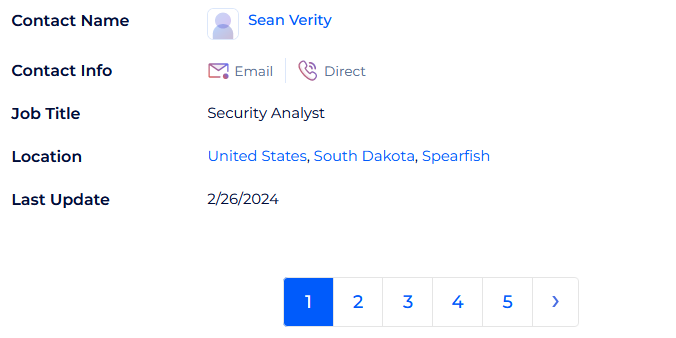 Contact Name Sean Verity
Contact Info Email Direct
Job Title Security Analyst
Location United States, South Dakota, Spearfish
Last Update 2/26/2024
1 2 3 4 5 ›